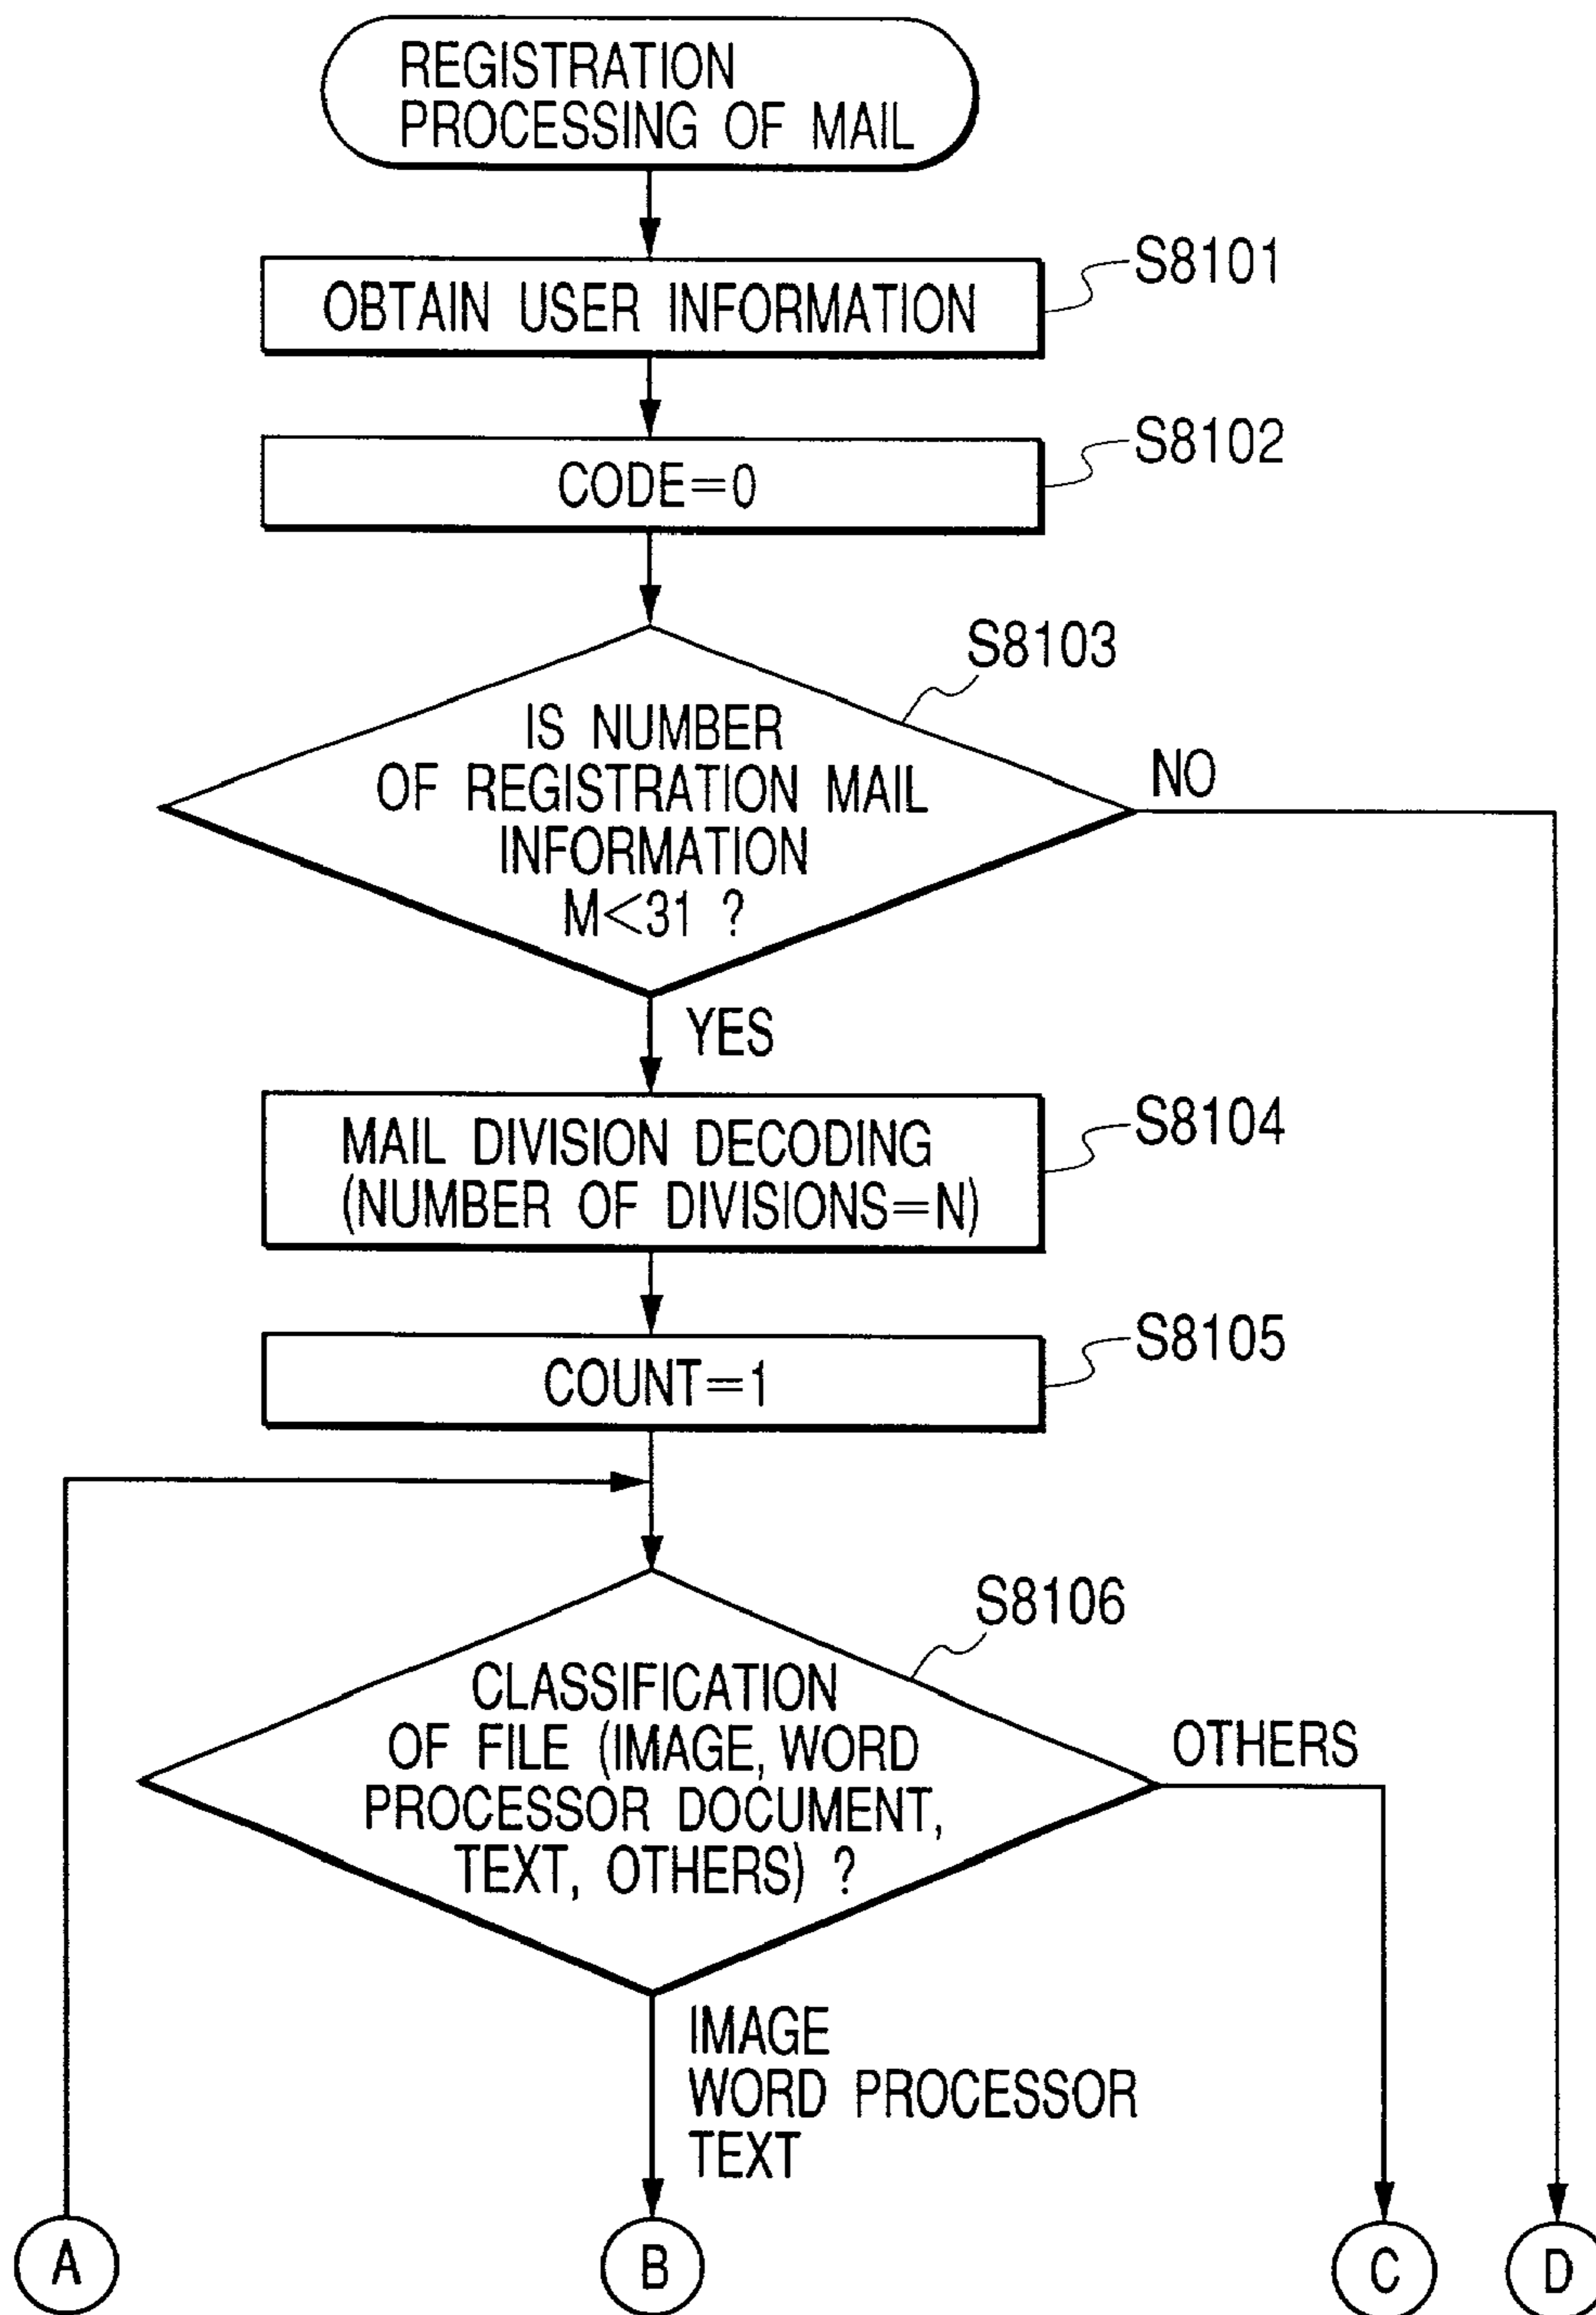 REGISTRATION
PROCESSING OF MAIL
OBTAIN USER INFORMATION
S8101
CODE=0
S8102
S8103
IS NUMBER
OF REGISTRATION MAIL
INFORMATION
M<31 ?
NO
YES
MAIL DIVISION DECODING
(NUMBER OF DIVISIONS=N)
S8104
COUNT=1
S8105
S8106
CLASSIFICATION
OF FILE (IMAGE, WORD
PROCESSOR DOCUMENT,
TEXT, OTHERS) ?
OTHERS
IMAGE
WORD PROCESSOR
TEXT
A
B
C
D